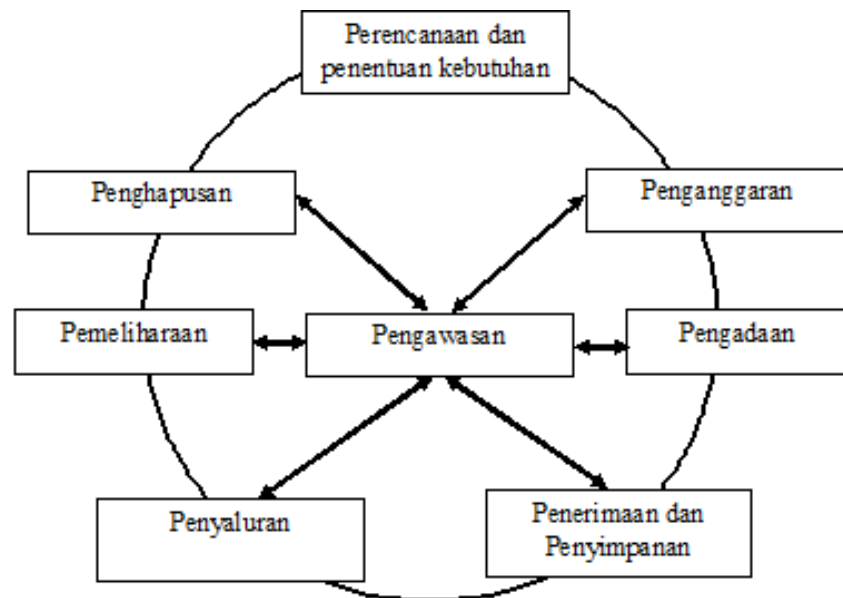 Perencanaan dan
penentuan kebutuhan
Penghapusan
Penganggaran
Pemeliharaan
Pengawasan
Pengadaan
Penyaluran
Penerimaan dan
Penyimpanan